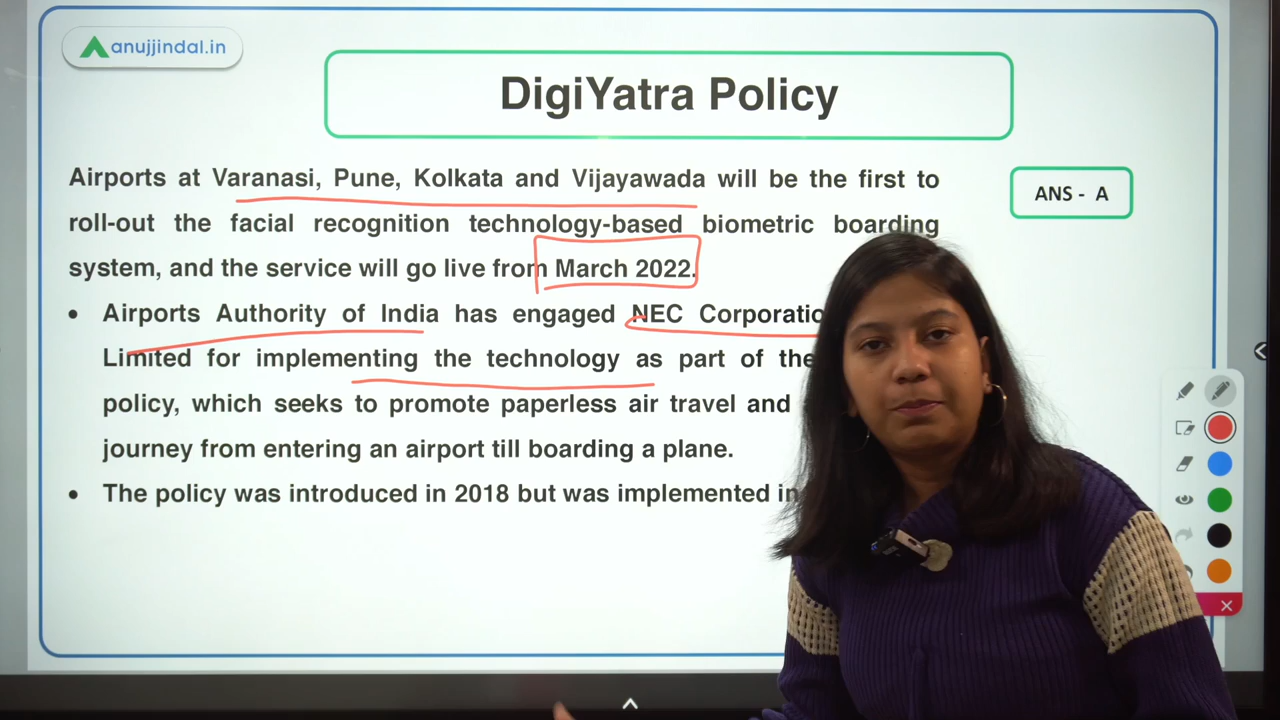 anujjindal.in
DigiYatra Policy
Airports at Varanasi, Pune, Kolkata and Vijayawada will be the first to
roll-out the facial recognition technology-based biometric boarding
system, and the service will go live from March 2022.
ANS - A
• Airports Authority of India has engaged NEC
Limited for implementing the technology as part of the
policy, which seeks to promote paperless air travel and
journey from entering an airport till boarding a plane.
• The policy was introduced in 2018 but was implemented in